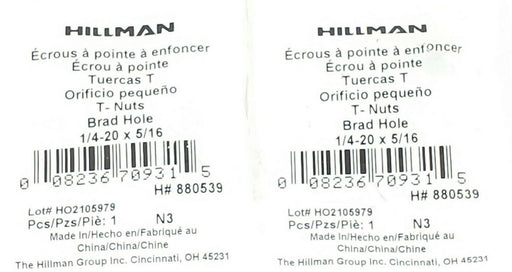 HILLMAN
Écrous à pointe à enfoncer
Écrou à pointe
Tuercas T
Orificio pequeño
T- Nuts
Brad Hole
1/4-20 x 5/16
0 08236 70931 5
H# 880539
Lot# HO2105979
Pcs/Pzs/Piè: 1 N3
Made In/Hecho en/Fabriqué au
China/China/Chine
The Hillman Group Inc. Cincinnati, OH 45231
HILLMAN
Écrous à pointe à enfoncer
Écrou à pointe
Tuercas T
Orificio pequeño
T- Nuts
Brad Hole
1/4-20 x 5/16
0 08236 70931 5
H# 880539
Lot# HO2105979
Pcs/Pzs/Piè: 1 N3
Made In/Hecho en/Fabriqué au
China/China/Chine
The Hillman Group Inc. Cincinnati, OH 45231